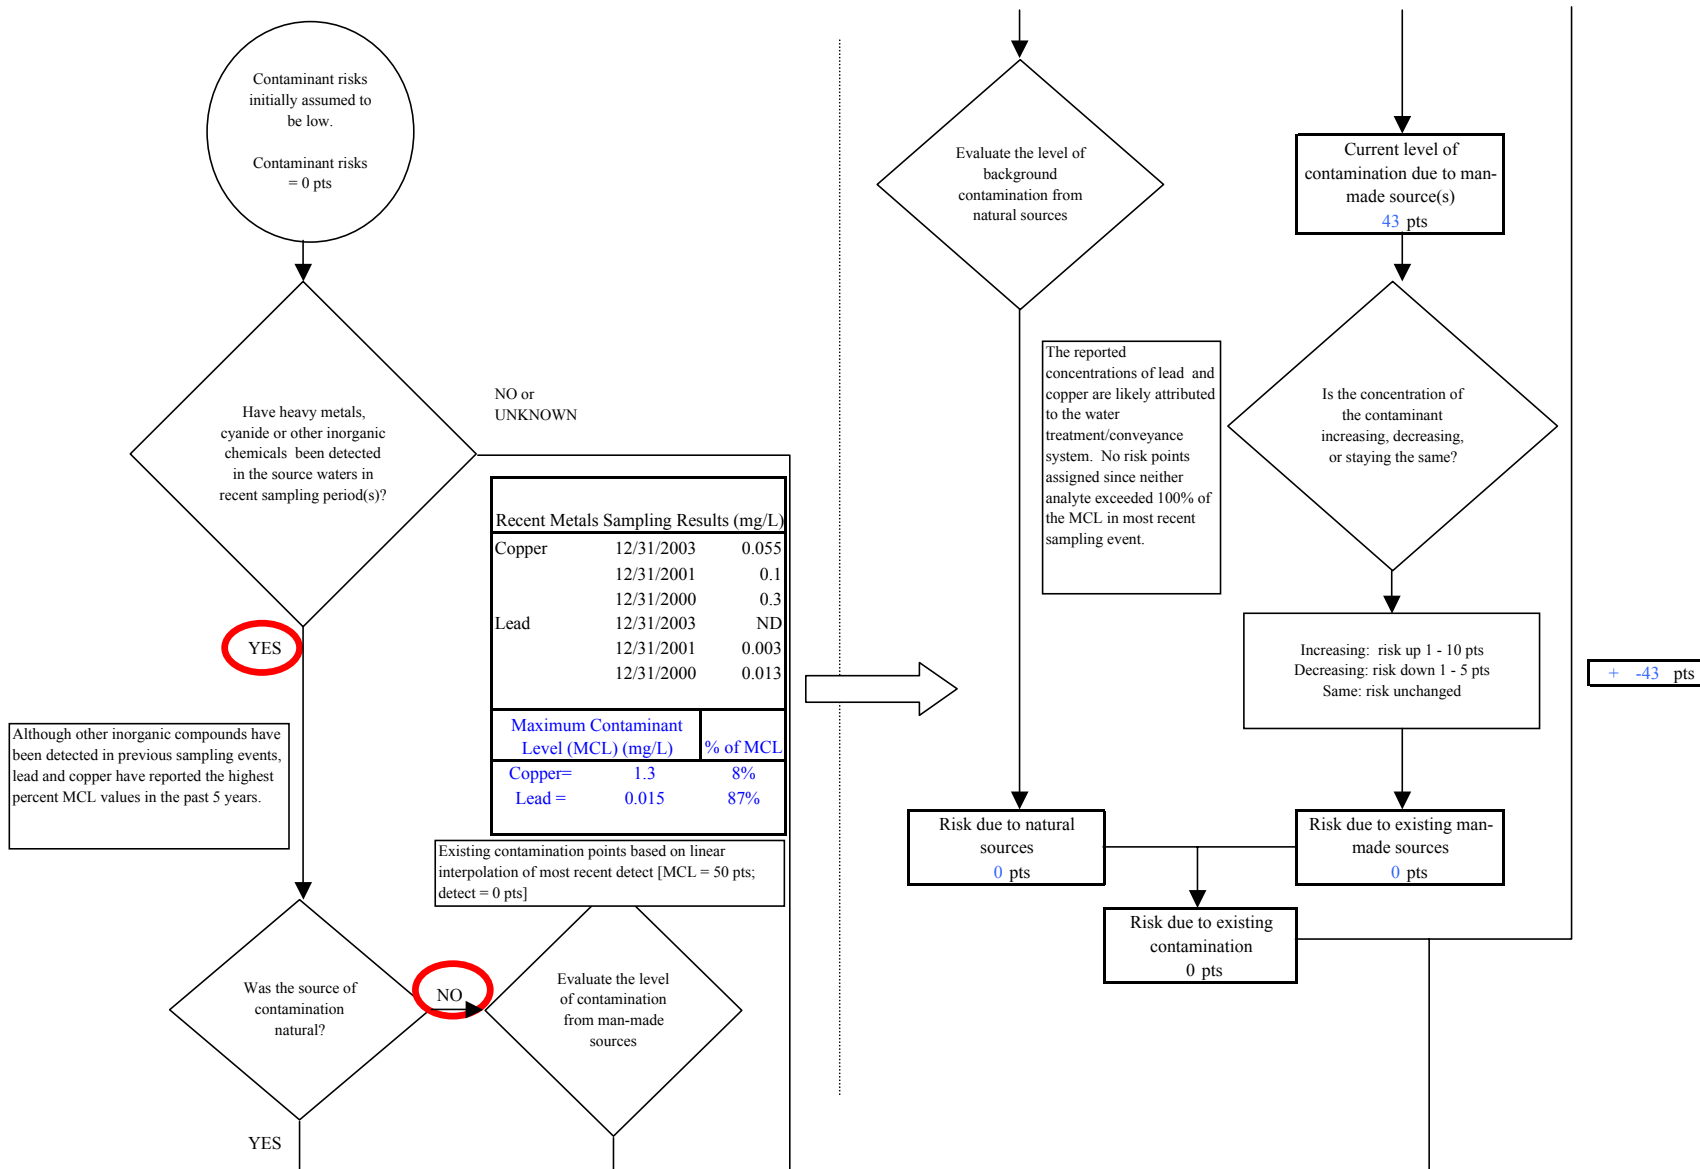 Contaminant risks
initially assumed to
be low.
Contaminant risks
= 0 pts
Have heavy metals,
cyanide or other inorganic
chemicals been detected
in the source waters in
recent sampling period(s)?
NO or
UNKNOWN
YES
Recent Metals Sampling Results (mg/L)
Copper 12/31/2003 0.055
12/31/2001 0.1
12/31/2000 0.3
Lead 12/31/2003 ND
12/31/2001 0.003
12/31/2000 0.013
Maximum Contaminant
Level (MCL) (mg/L) % of MCL
Copper= 1.3 8%
Lead = 0.015 87%
Although other inorganic compounds have
been detected in previous sampling events,
lead and copper have reported the highest
percent MCL values in the past 5 years.
Existing contamination points based on linear
interpolation of most recent detect [MCL = 50 pts;
detect = 0 pts]
Was the source of
contamination
natural?
NO
Evaluate the level
of contamination
from man-made
sources
YES
Evaluate the level of
background
contamination from
natural sources
Current level of
contamination due to man-
made source(s)
43 pts
The reported
concentrations of lead and
copper are likely attributed
to the water
treatment/conveyance
system. No risk points
assigned since neither
analyte exceeded 100% of
the MCL in most recent
sampling event.
Is the concentration of
the contaminant
increasing, decreasing,
or staying the same?
Increasing: risk up 1 - 10 pts
Decreasing: risk down 1 - 5 pts
Same: risk unchanged
+ -43 pts
Risk due to natural
sources
0 pts
Risk due to existing man-
made sources
0 pts
Risk due to existing
contamination
0 pts